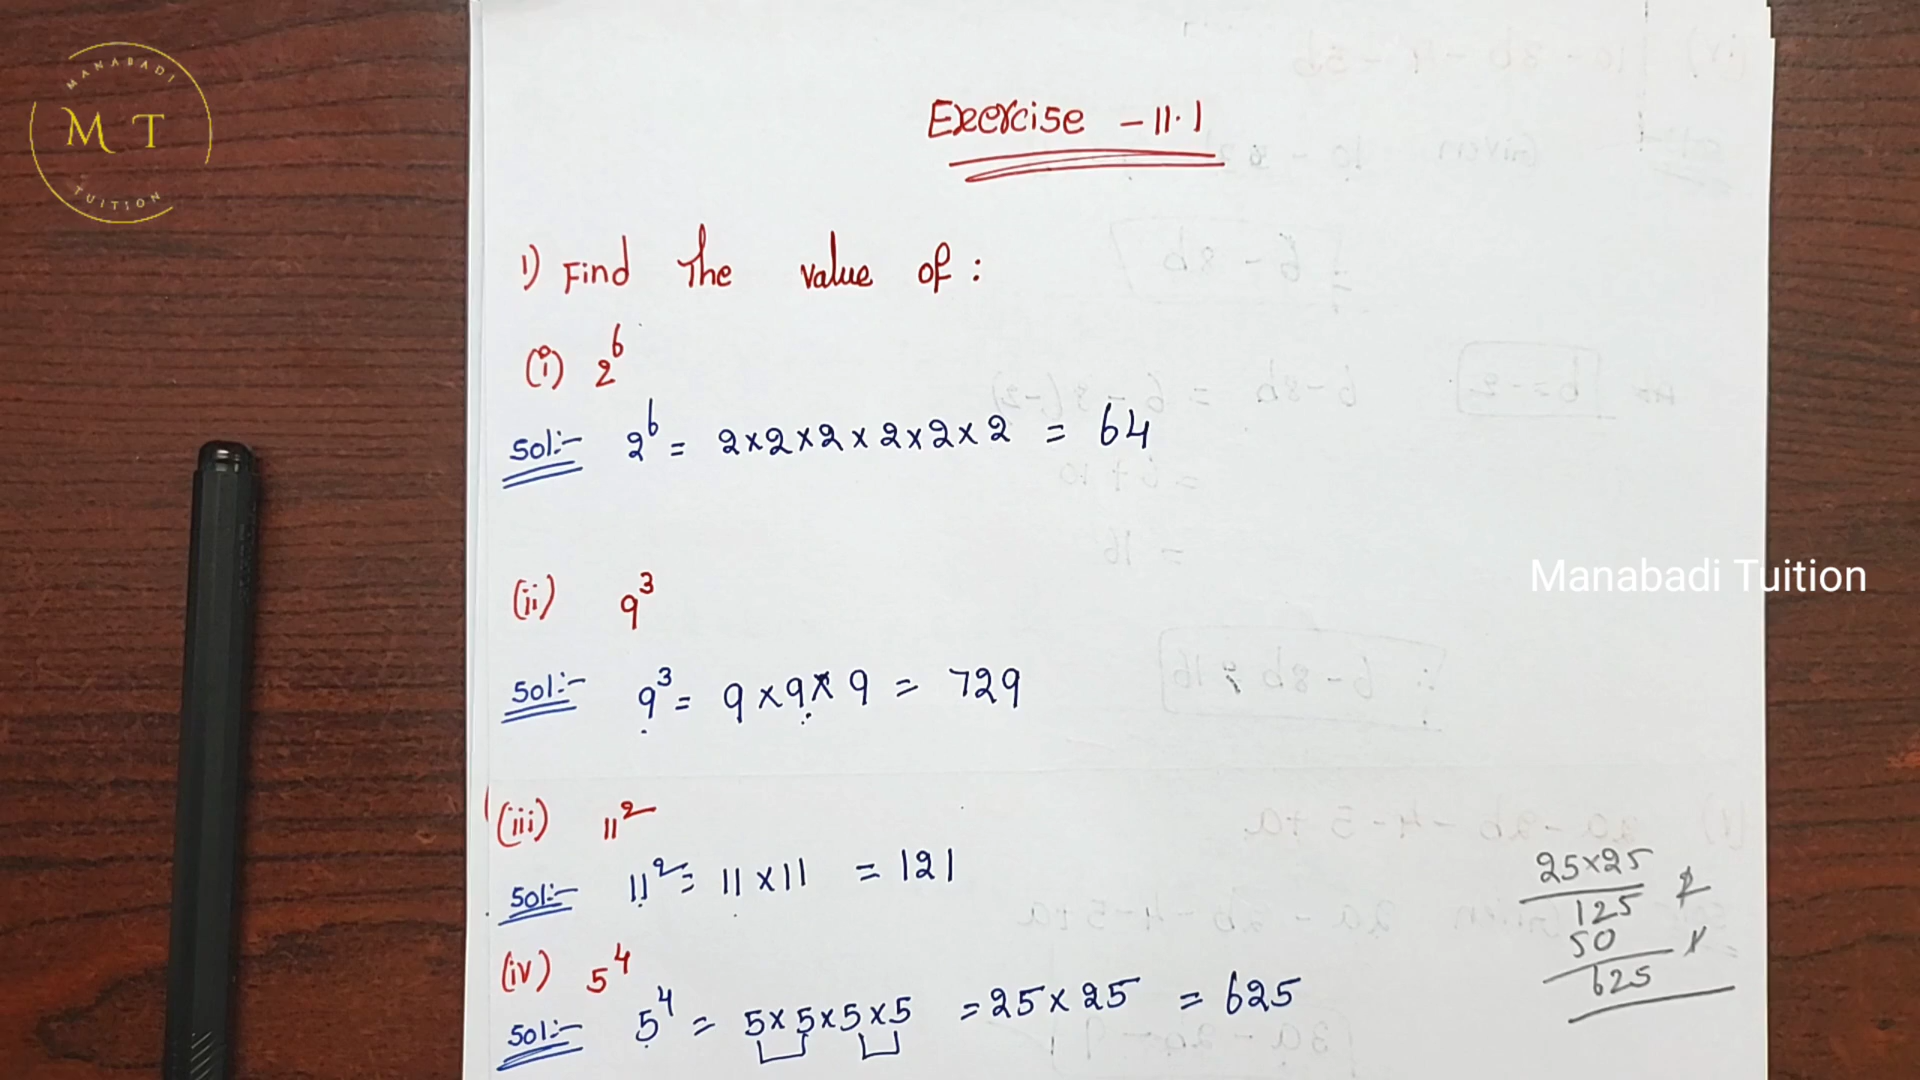 MANABADI
M T
TUITION
Exercise - 11.1
1) Find The value of :
(i) 2^6
Sol:- 2^6 = 2×2×2×2×2×2 = 64
(ii) 9^3
Sol:- 9^3 = 9×9×9 = 729
Manabadi Tuition
(iii) 11^2
Sol:- 11^2 = 11×11 = 121
(iv) 5^4
Sol:- 5^4 = 5×5×5×5 = 25×25 = 625
25×25
125
50
625